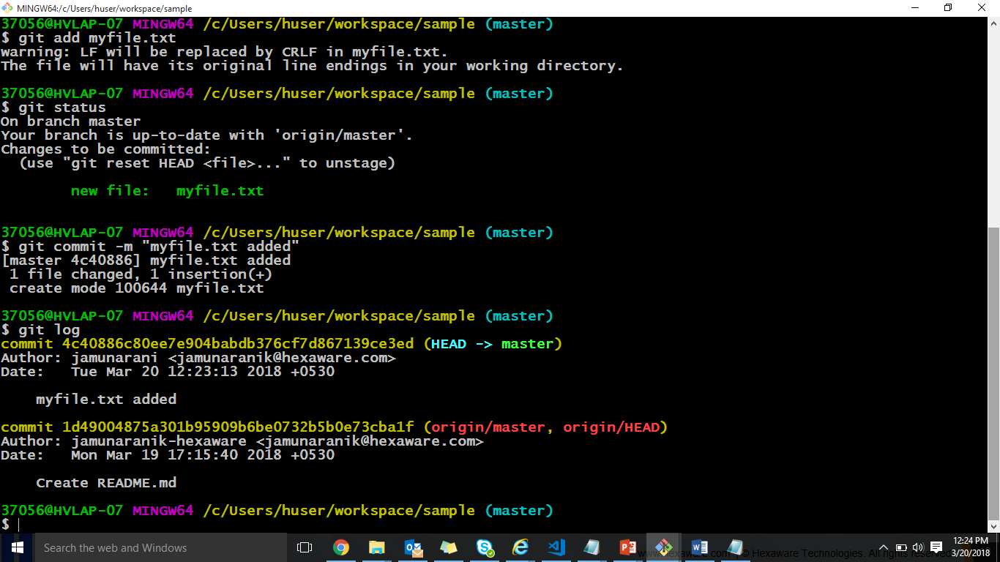 MINGW64:/c/Users/huser/workspace/sample
37056@HVLAP-07 MINGW64 /c/Users/huser/workspace/sample (master)
$ git add myfile.txt
warning: LF will be replaced by CRLF in myfile.txt.
The file will have its original line endings in your working directory.
37056@HVLAP-07 MINGW64 /c/Users/huser/workspace/sample (master)
$ git status
On branch master
Your branch is up-to-date with 'origin/master'.
Changes to be committed:
  (use "git reset HEAD <file>..." to unstage)
        new file:   myfile.txt
37056@HVLAP-07 MINGW64 /c/Users/huser/workspace/sample (master)
$ git commit -m "myfile.txt added"
[master 4c40886] myfile.txt added
 1 file changed, 1 insertion(+)
 create mode 100644 myfile.txt
37056@HVLAP-07 MINGW64 /c/Users/huser/workspace/sample (master)
$ git log
commit 4c40886c80ee7e904babdb376cf7d867139ce3ed (HEAD -> master)
Author: jamunarani <jamunaranik@hexaware.com>
Date:   Tue Mar 20 12:23:13 2018 +0530
    myfile.txt added
commit 1d49004875a301b95909b6be0732b5b0e73cba1f (origin/master, origin/HEAD)
Author: jamunaranik-hexaware <jamunaranik@hexaware.com>
Date:   Mon Mar 19 17:15:40 2018 +0530
    Create README.md
37056@HVLAP-07 MINGW64 /c/Users/huser/workspace/sample (master)
$
Search the web and Windows
12:24 PM
www.hexaware.com | © Hexaware Technologies. All rights reserved.
3/20/2018